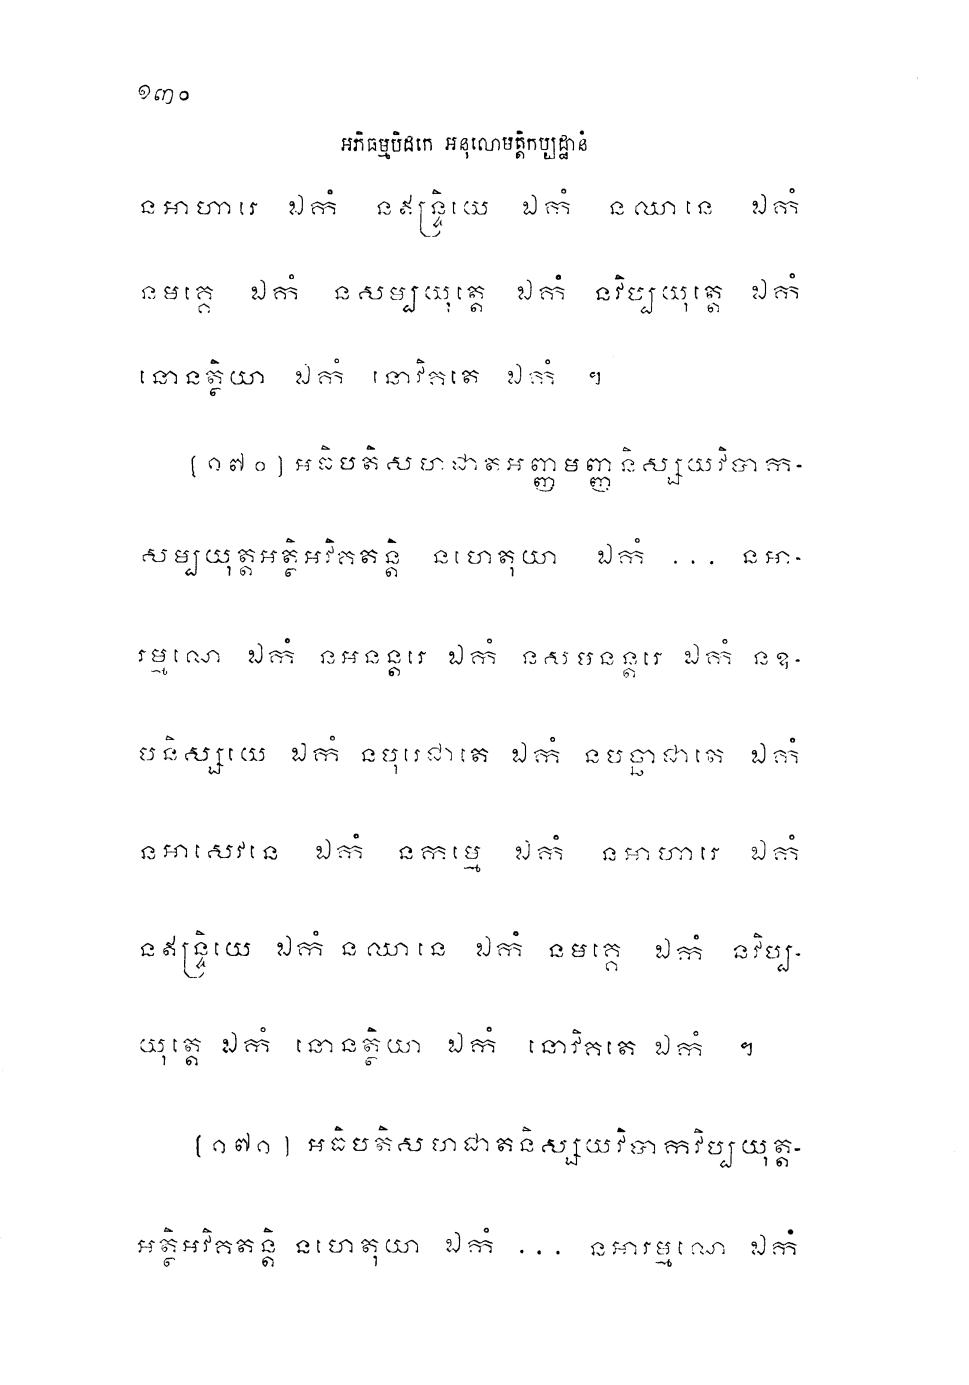 ១៣០
អភិធម្មបិដកេ អនុលោមត្តិកប្បដ្ឋានំ
នអាហារេ ឯកំ នឥន្ទ្រិយេ ឯកំ នឈានេ ឯកំ
នមគ្គេ ឯកំ នសម្បយុត្តេ ឯកំ នវិប្បយុត្តេ ឯកំ
នោនត្ថិយា ឯកំ នោវិគតេ ឯកំ ។
(១៧០) អធិបតិសហជាតអញ្ញមញ្ញនិស្សយវិបាក-
សម្បយុត្តអត្ថិអវិគតន្តិ នហេតុយា ឯកំ ... នអា-
រម្មណេ ឯកំ នអនន្តរេ ឯកំ នសមនន្តរេ ឯកំ នឧ-
បនិស្សយេ ឯកំ នបុរេជាតេ ឯកំ នបច្ឆាជាតេ ឯកំ
នអាសេវនេ ឯកំ នកម្មេ ឯកំ នអាហារេ ឯកំ
នឥន្ទ្រិយេ ឯកំ នឈានេ ឯកំ នមគ្គេ ឯកំ នវិប្ប-
យុត្តេ ឯកំ នោនត្ថិយា ឯកំ នោវិគតេ ឯកំ ។
(១៧១) អធិបតិសហជាតនិស្សយវិបាកវិប្បយុត្ត-
អត្ថិអវិគតន្តិ នហេតុយា ឯកំ ... នអារម្មណេ ឯកំ